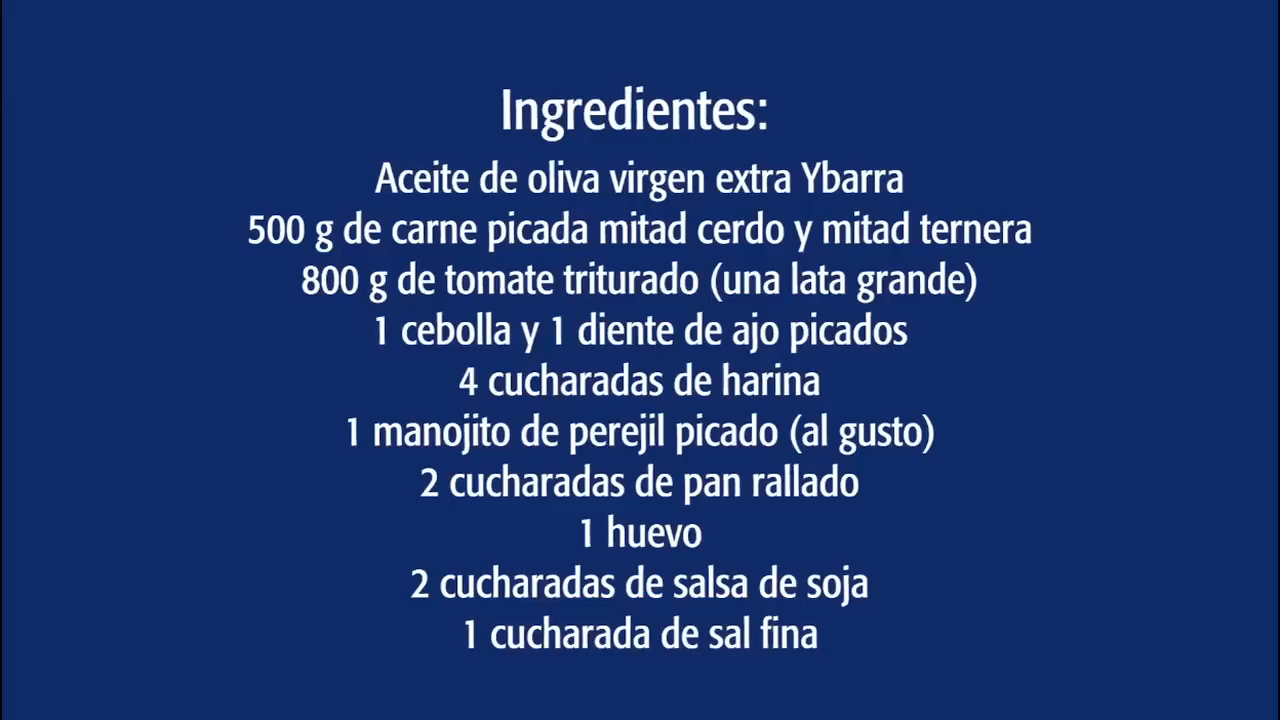 Ingredientes:
Aceite de oliva virgen extra Ybarra
500 g de carne picada mitad cerdo y mitad ternera
800 g de tomate triturado (una lata grande)
1 cebolla y 1 diente de ajo picados
4 cucharadas de harina
1 manojito de perejil picado (al gusto)
2 cucharadas de pan rallado
1 huevo
2 cucharadas de salsa de soja
1 cucharada de sal fina